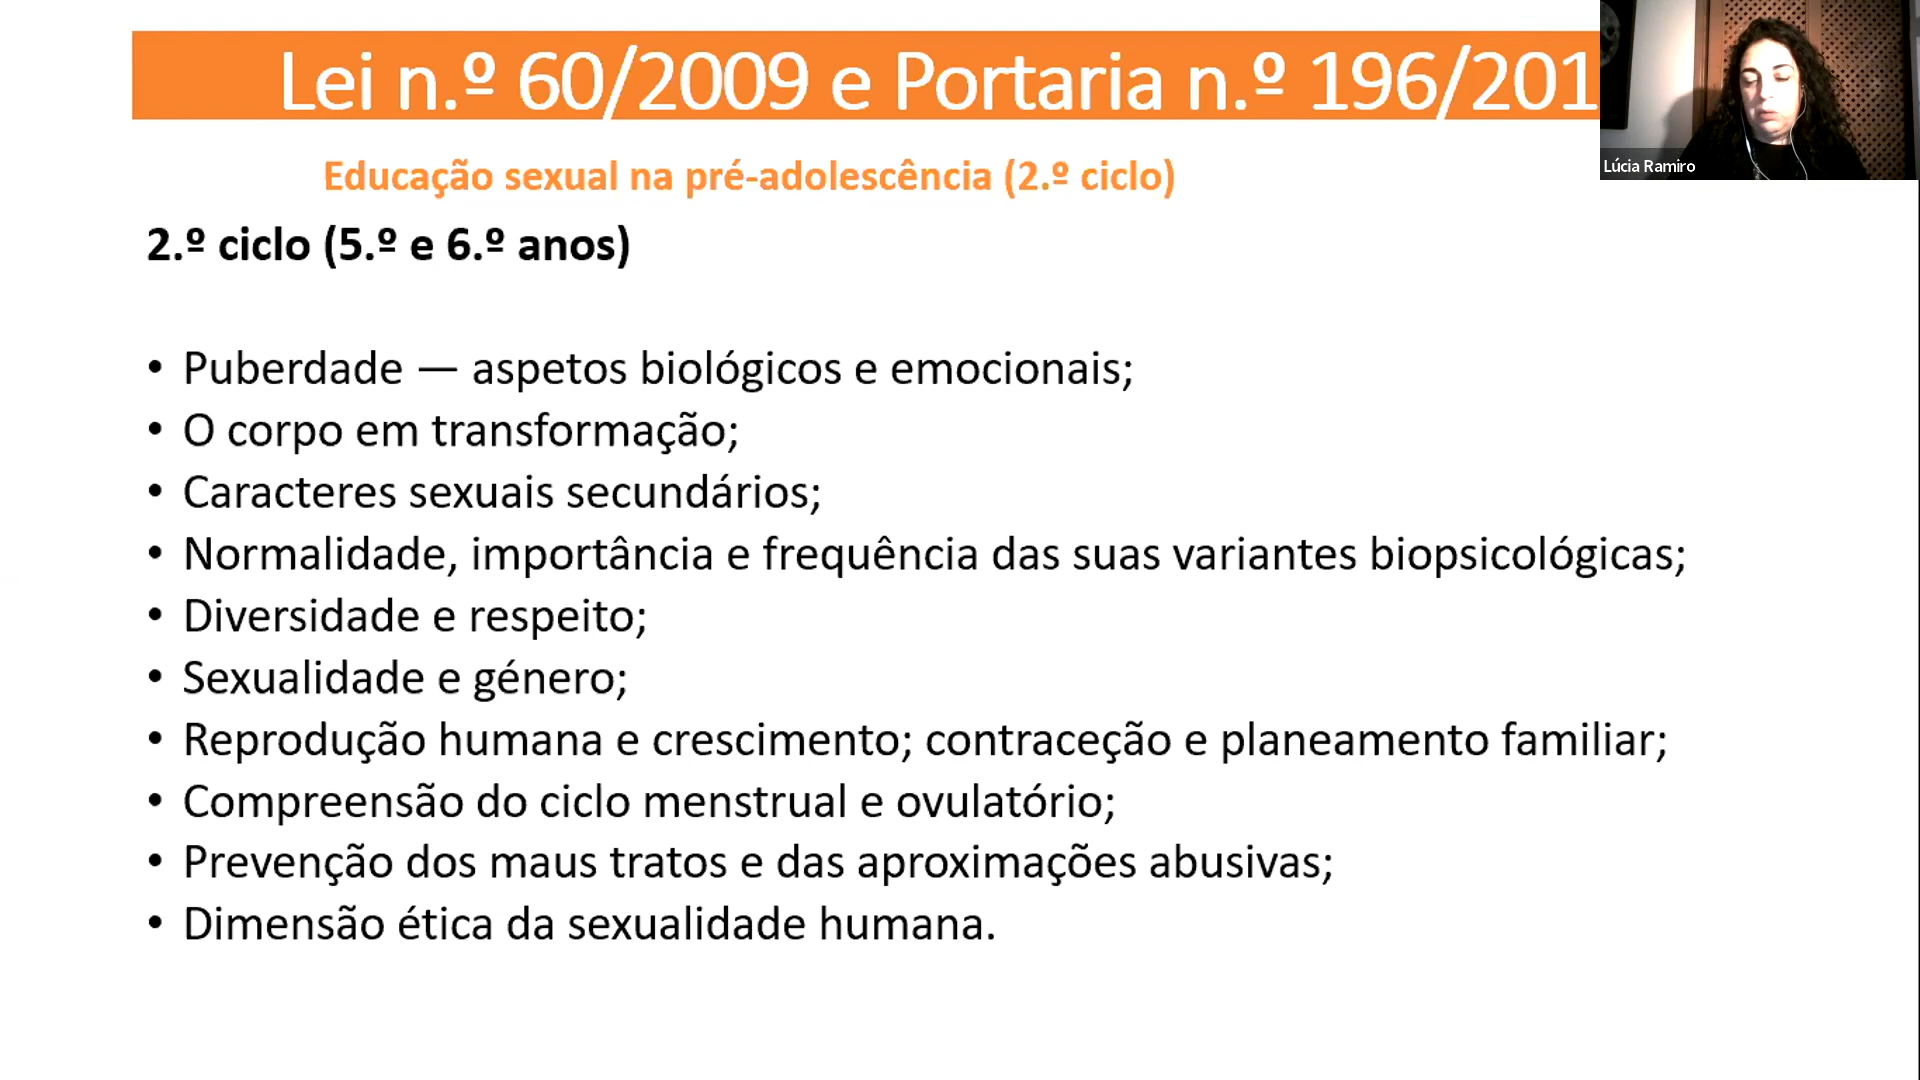 Lei n.º 60/2009 e Portaria n.º 196/201
Lúcia Ramiro
Educação sexual na pré-adolescência (2.º ciclo)
2.º ciclo (5.º e 6.º anos)
• Puberdade — aspetos biológicos e emocionais;
• O corpo em transformação;
• Caracteres sexuais secundários;
• Normalidade, importância e frequência das suas variantes biopsicológicas;
• Diversidade e respeito;
• Sexualidade e género;
• Reprodução humana e crescimento; contraceção e planeamento familiar;
• Compreensão do ciclo menstrual e ovulatório;
• Prevenção dos maus tratos e das aproximações abusivas;
• Dimensão ética da sexualidade humana.